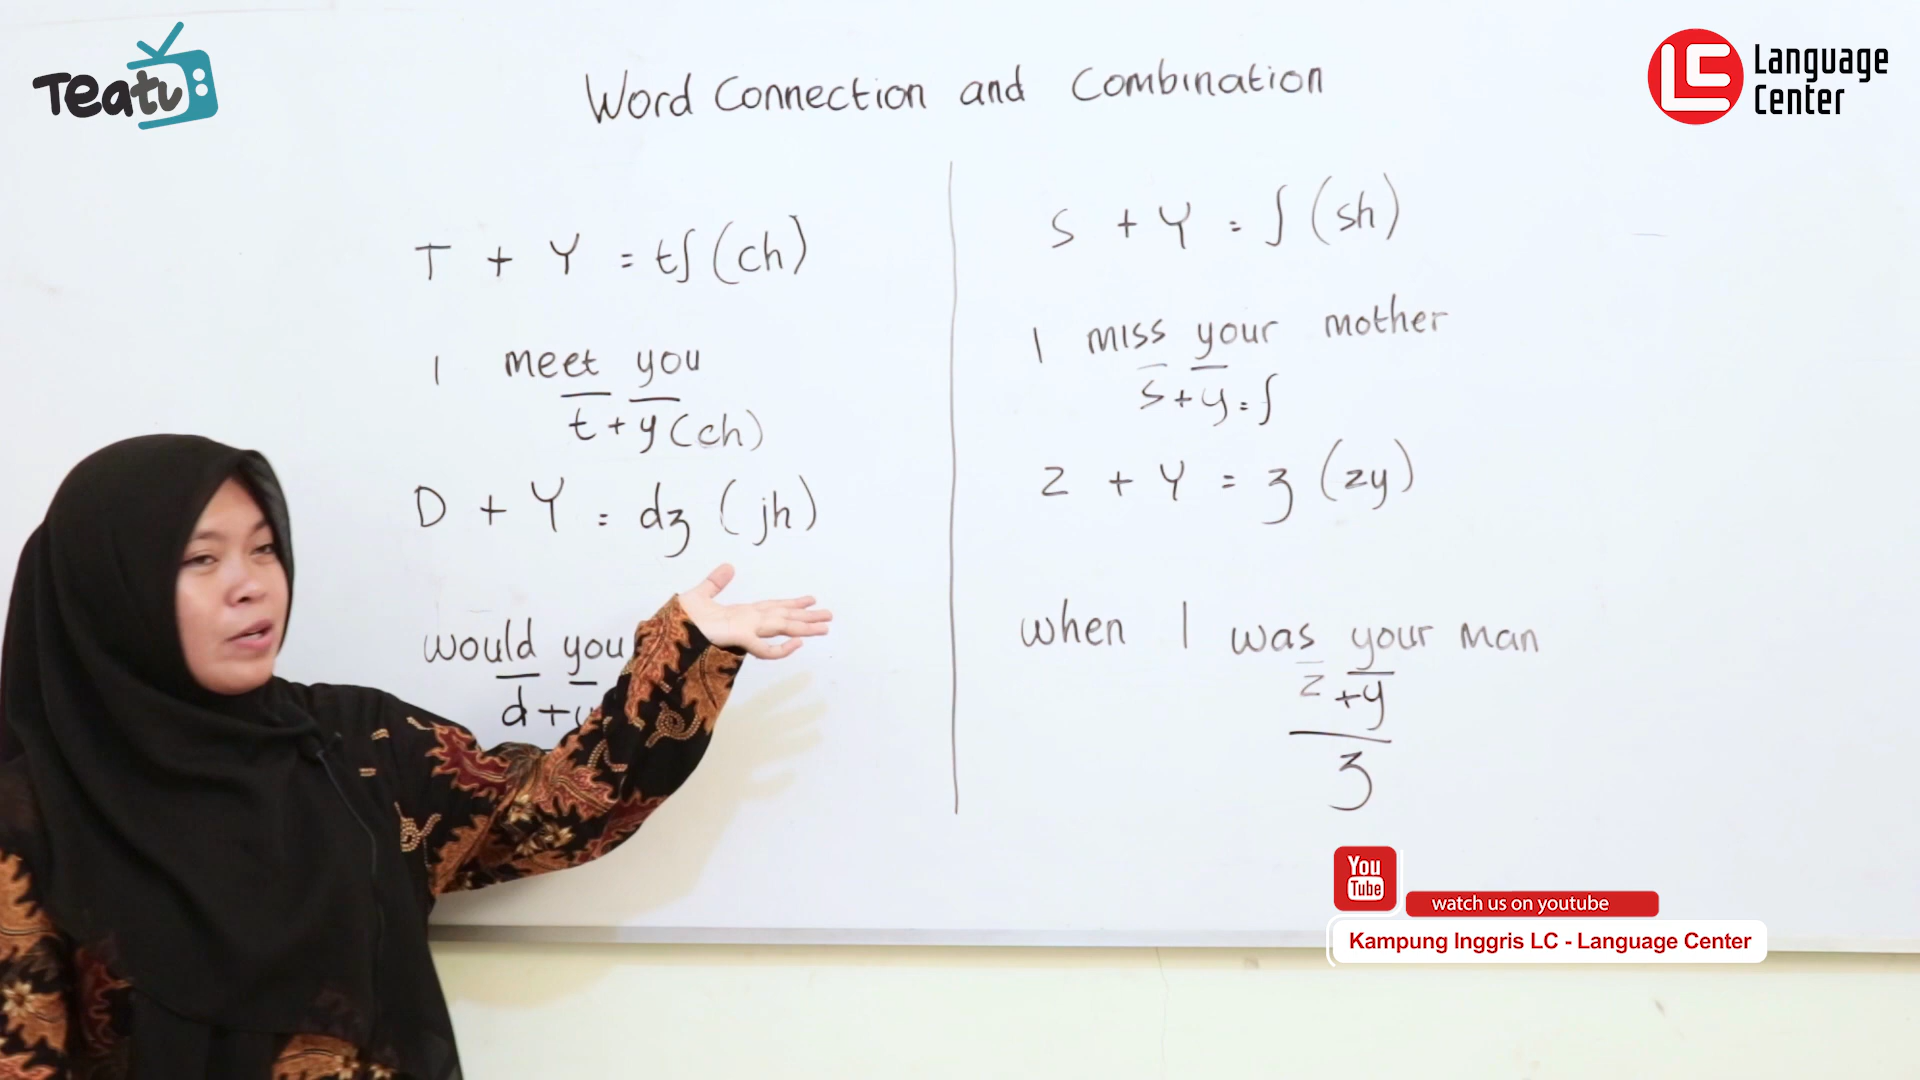 Teatv
LC Language Center
Word Connection and Combination
T + Y = tʃ (ch)
I meet you
t + y (ch)
D + Y = dʒ (jh)
would you
d +
S + Y = ʃ (sh)
I miss your mother
s + y = ʃ
Z + Y = ʒ (zy)
when I was your man
z + y
ʒ
You Tube
watch us on youtube
Kampung Inggris LC - Language Center